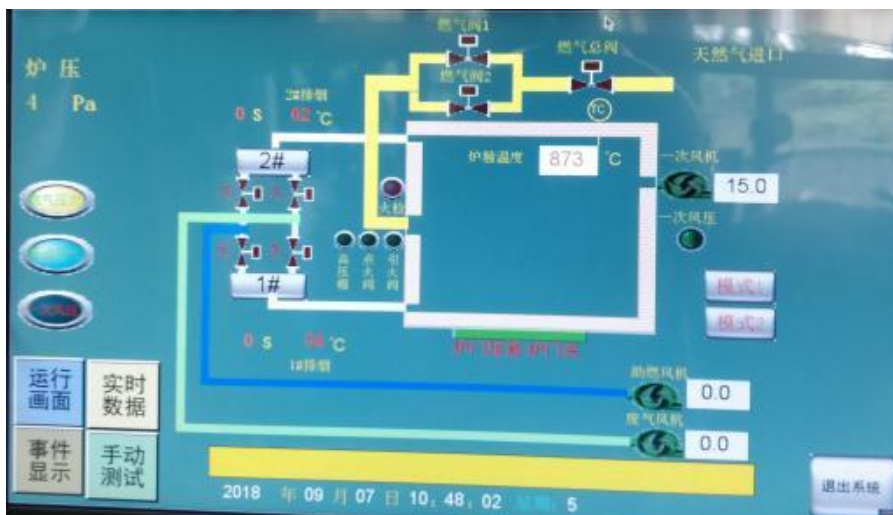 燃气阀1
燃气总阀
天然气进口
炉 压
4 Pa
燃气阀2
2#排烟
0 S 62 ℃
TC
炉膛温度 873 ℃
一次风机
15.0
2#
火检
一次风压
高压帽
点火阀
引火阀
1#
模式1
模式2
0 S
℃
1#排烟
助燃风机
0.0
废气风机
0.0
运行画面
实时数据
事件显示
手动测试
退出系统
2018 年 09 月 07 日 10, 48, 02 星期: 5